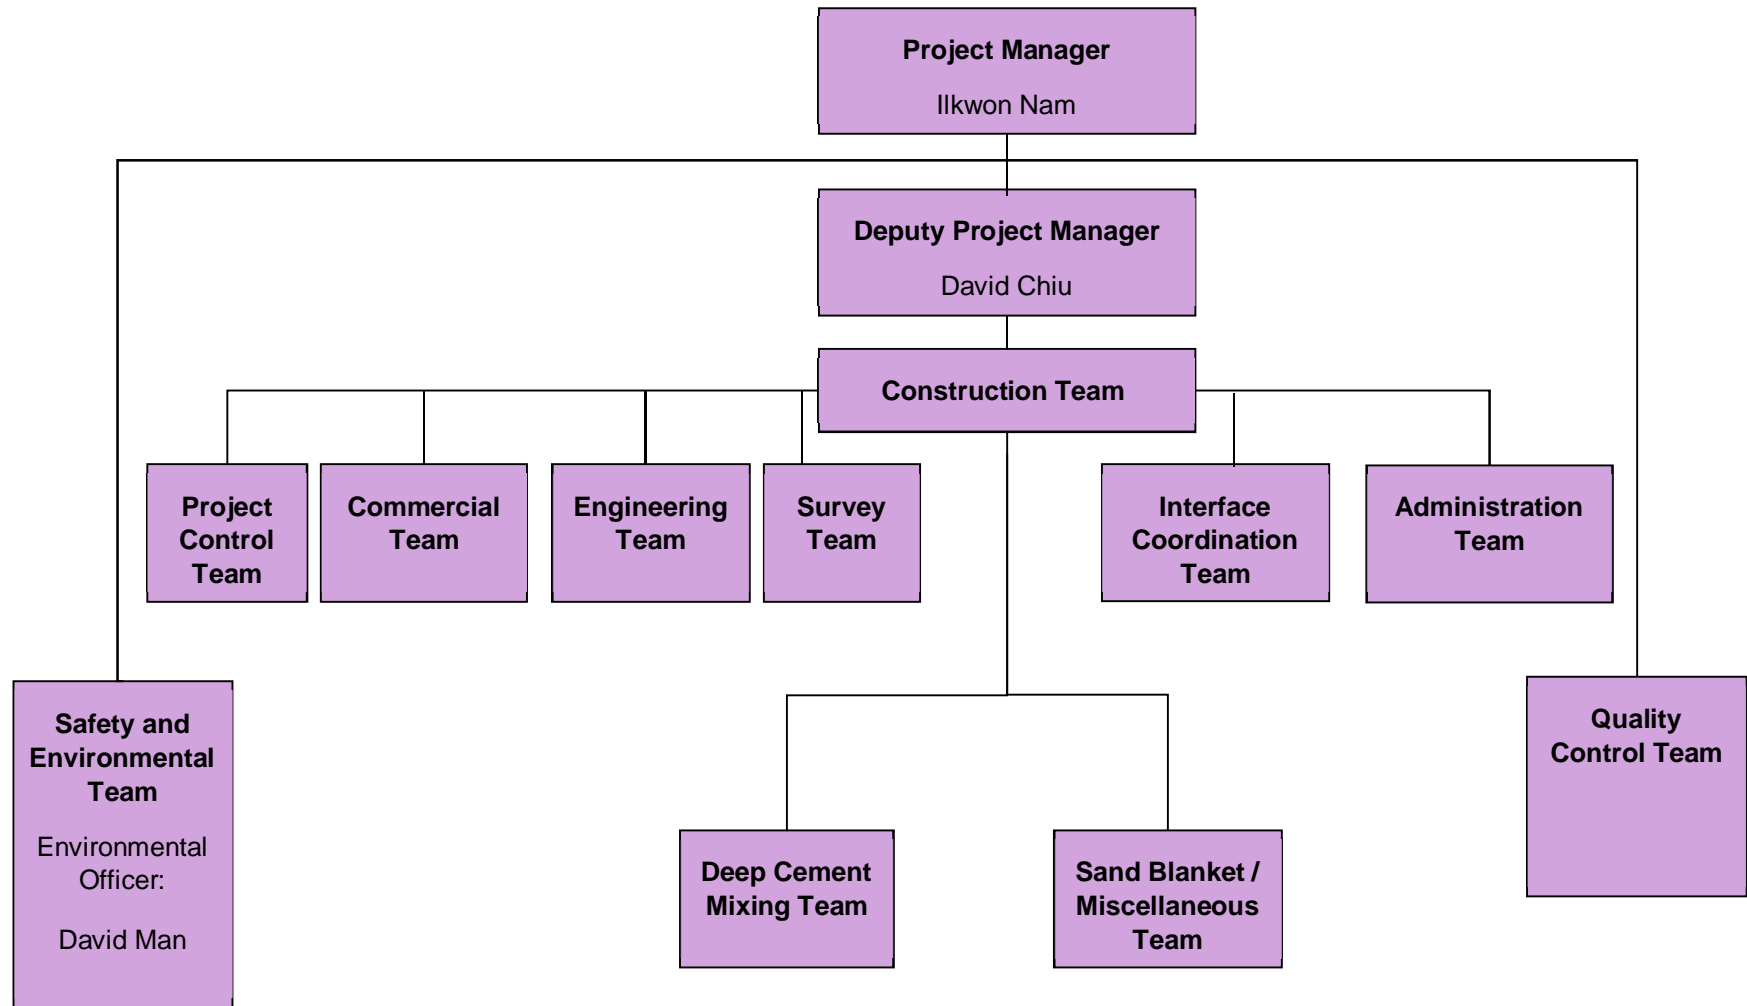 Project Manager
Ilkwon Nam
Deputy Project Manager
David Chiu
Construction Team
Project
Control
Team
Commercial
Team
Engineering
Team
Survey
Team
Interface
Coordination
Team
Administration
Team
Safety and
Environmental
Team
Environmental
Officer:
David Man
Quality
Control Team
Deep Cement
Mixing Team
Sand Blanket /
Miscellaneous
Team